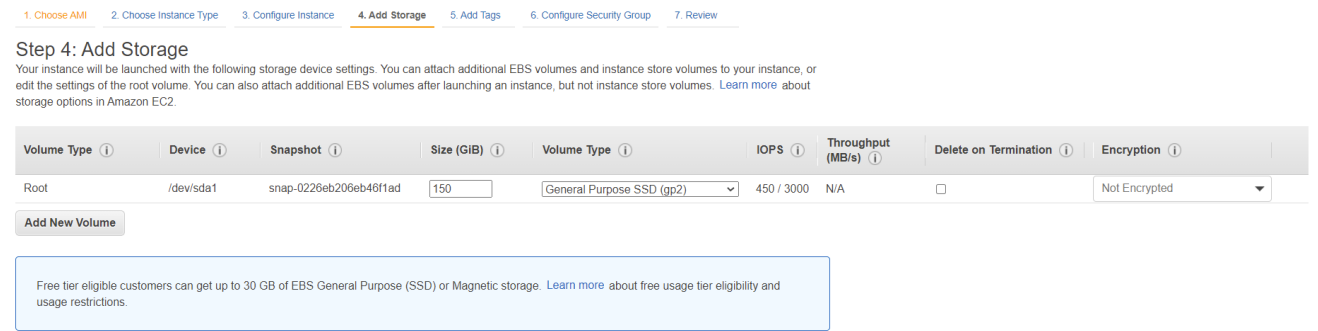 1. Choose AMI 2. Choose Instance Type 3. Configure Instance 4. Add Storage 5. Add Tags 6. Configure Security Group 7. Review
Step 4: Add Storage
Your instance will be launched with the following storage device settings. You can attach additional EBS volumes and instance store volumes to your instance, or
edit the settings of the root volume. You can also attach additional EBS volumes after launching an instance, but not instance store volumes. Learn more about
storage options in Amazon EC2.
Volume Type i Device i Snapshot i Size (GiB) i Volume Type i IOPS i Throughput (MB/s) i Delete on Termination i Encryption i
Root /dev/sda1 snap-0226eb206eb46f1ad 150 General Purpose SSD (gp2) 450 / 3000 N/A Not Encrypted
Add New Volume
Free tier eligible customers can get up to 30 GB of EBS General Purpose (SSD) or Magnetic storage. Learn more about free usage tier eligibility and
usage restrictions.